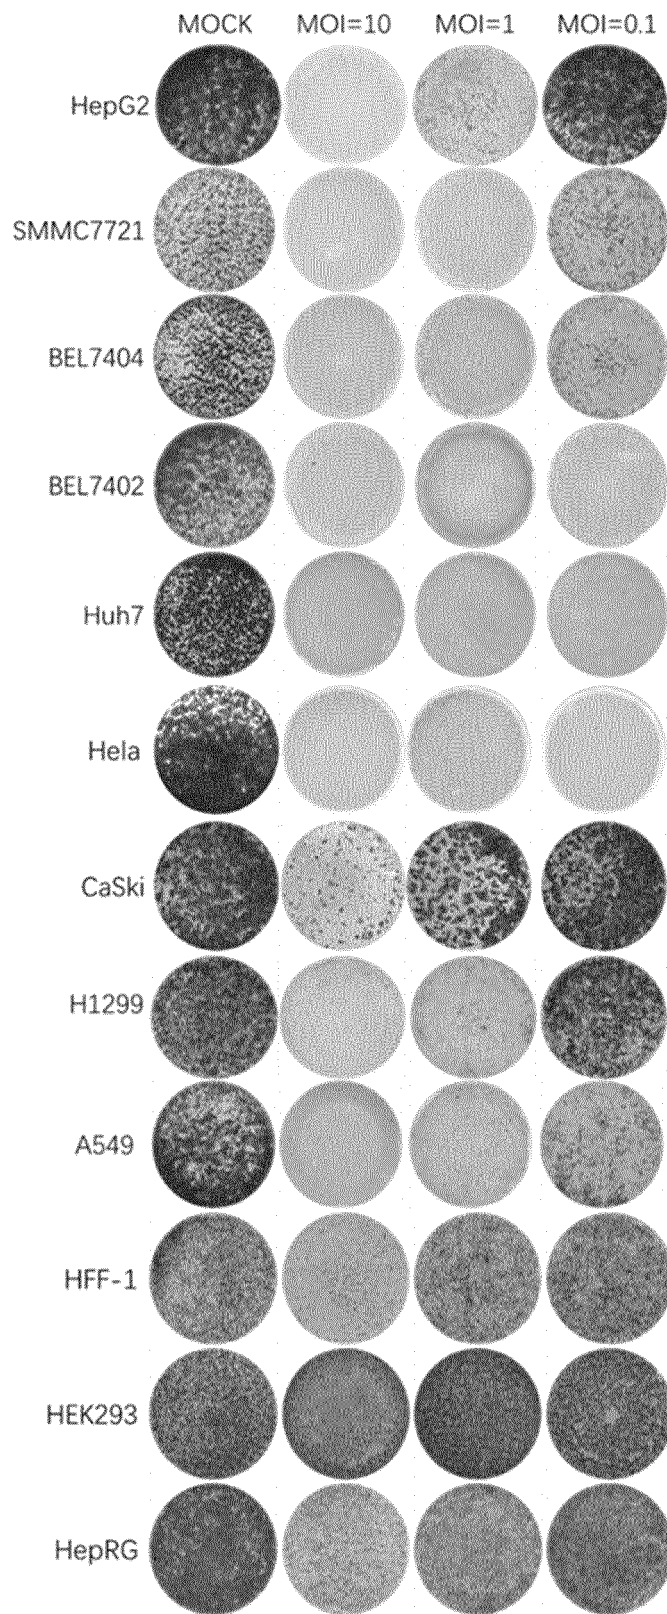 MOCK MOI=10 MOI=1 MOI=0.1
HepG2
SMMC7721
BEL7404
BEL7402
Huh7
Hela
CaSki
H1299
A549
HFF-1
HEK293
HepRG